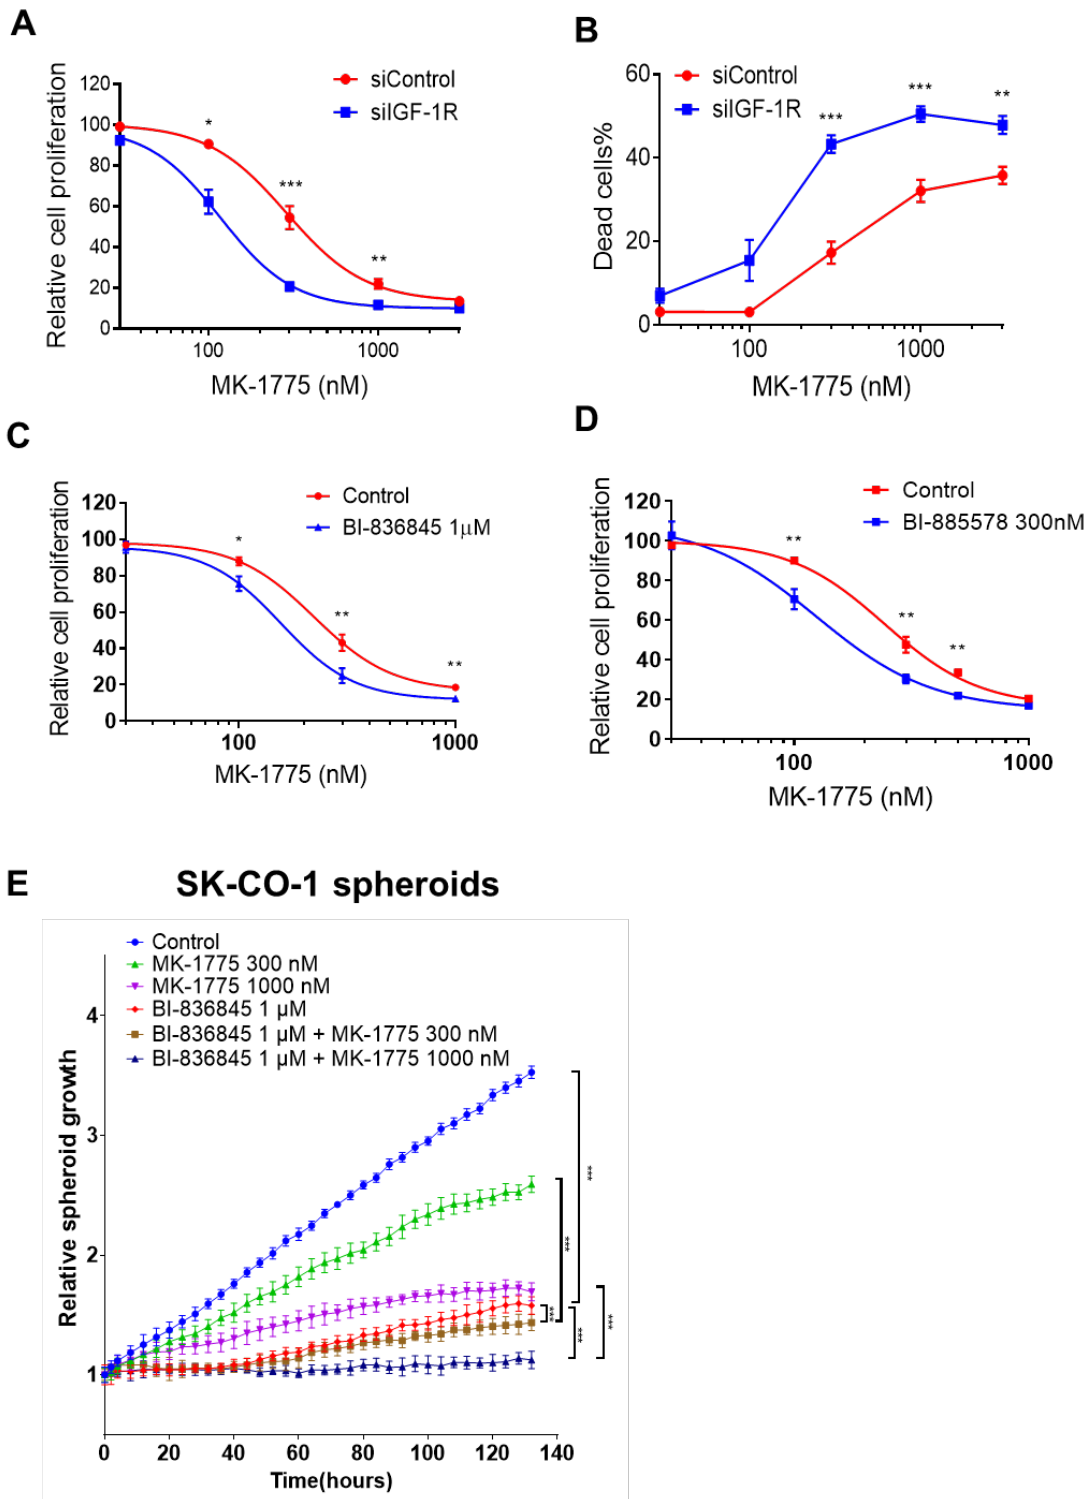 A
siControl
siIGF-1R
Relative cell proliferation
120
100
80
60
40
20
0
*
***
**
100
1000
MK-1775 (nM)
B
siControl
siIGF-1R
Dead cells%
60
40
20
0
***
***
**
100
1000
MK-1775 (nM)
C
Control
BI-836845 1μM
Relative cell proliferation
120
100
80
60
40
20
0
*
**
**
100
1000
MK-1775 (nM)
D
Control
BI-885578 300nM
Relative cell proliferation
120
100
80
60
40
20
0
**
**
**
100
1000
MK-1775 (nM)
E
SK-CO-1 spheroids
Control
MK-1775 300 nM
MK-1775 1000 nM
BI-836845 1 μM
BI-836845 1 μM + MK-1775 300 nM
BI-836845 1 μM + MK-1775 1000 nM
Relative spheroid growth
4
3
2
1
***
***
***
***
***
0
20
40
60
80
100
120
140
Time(hours)